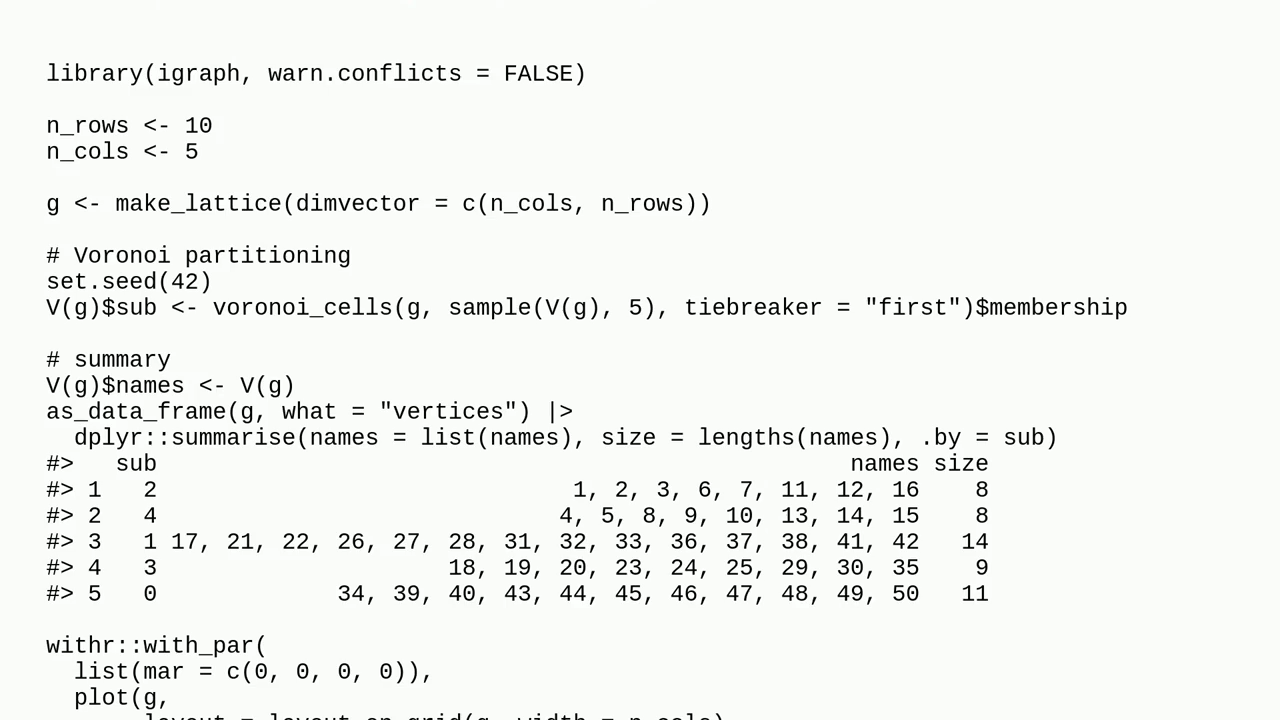 library(igraph, warn.conflicts = FALSE)
n_rows <- 10
n_cols <- 5
g <- make_lattice(dimvector = c(n_cols, n_rows))
# Voronoi partitioning
set.seed(42)
V(g)$sub <- voronoi_cells(g, sample(V(g), 5), tiebreaker = "first")$membership
# summary
V(g)$names <- V(g)
as_data_frame(g, what = "vertices") |>
  dplyr::summarise(names = list(names), size = lengths(names), .by = sub)
#>   sub                                                  names size
#> 1   2                              1, 2, 3, 6, 7, 11, 12, 16    8
#> 2   4                             4, 5, 8, 9, 10, 13, 14, 15    8
#> 3   1 17, 21, 22, 26, 27, 28, 31, 32, 33, 36, 37, 38, 41, 42   14
#> 4   3                     18, 19, 20, 23, 24, 25, 29, 30, 35    9
#> 5   0             34, 39, 40, 43, 44, 45, 46, 47, 48, 49, 50   11
withr::with_par(
  list(mar = c(0, 0, 0, 0)),
  plot(g,
       layout = layout_on_grid(g, width = n_cols)